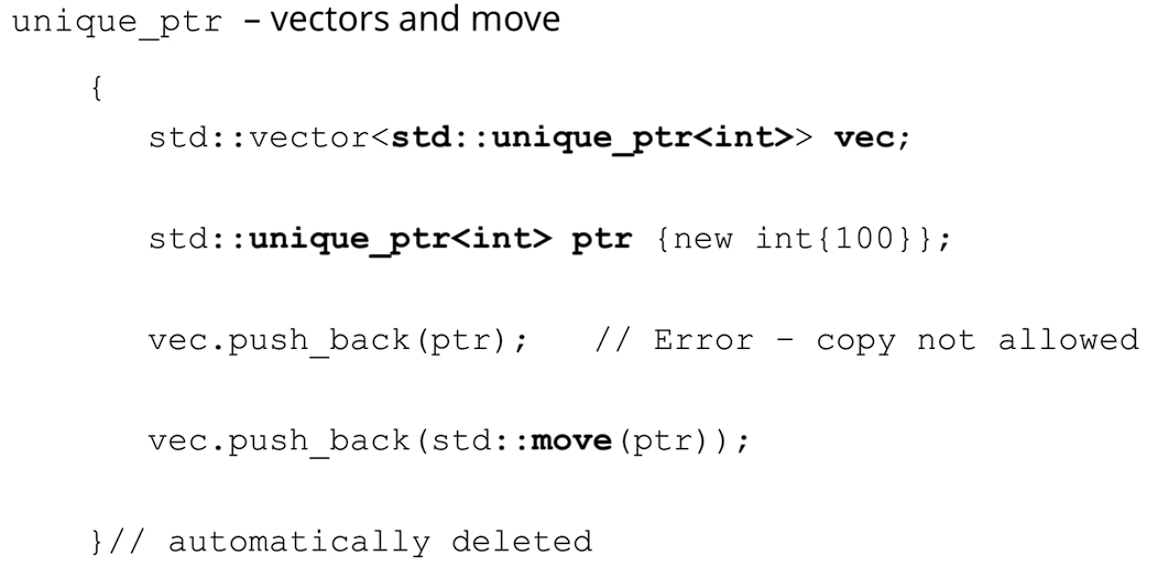 unique_ptr – vectors and move
{
std::vector<std::unique_ptr<int>> vec;
std::unique_ptr<int> ptr {new int{100}};
vec.push_back(ptr);   // Error – copy not allowed
vec.push_back(std::move(ptr));
}// automatically deleted